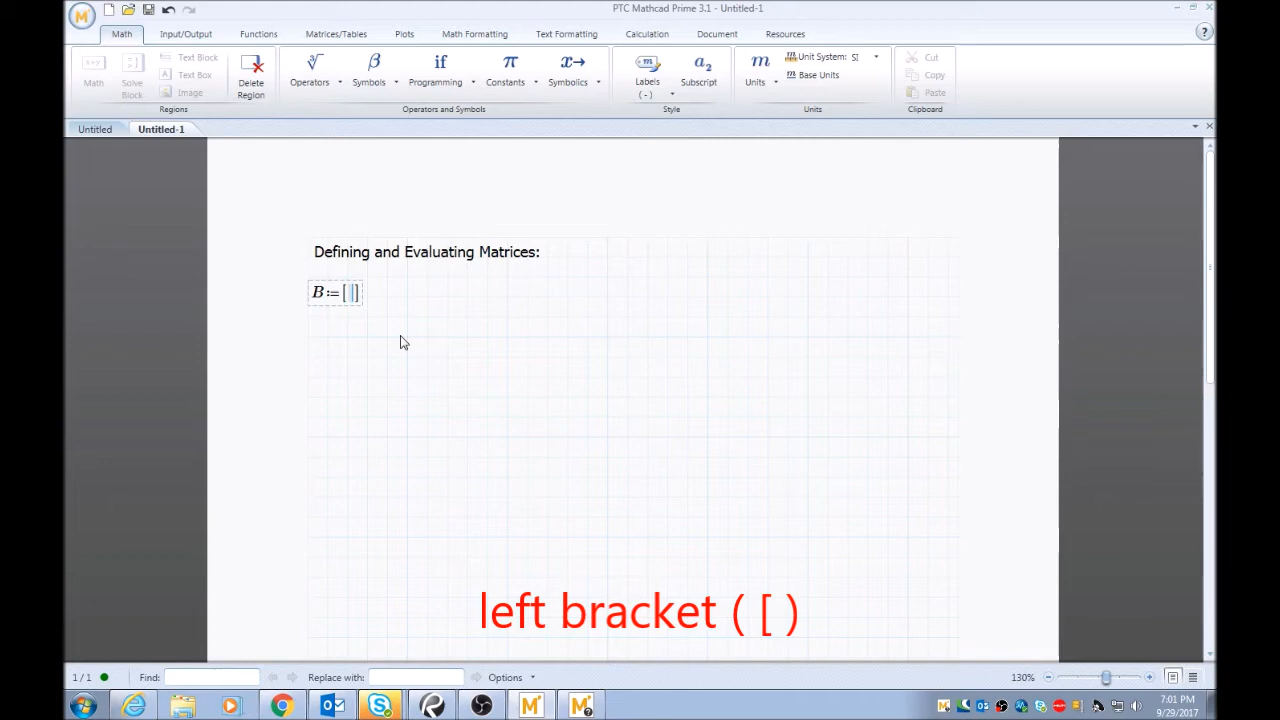 PTC Mathcad Prime 3.1 - Untitled-1
Math Input/Output Functions Matrices/Tables Plots Math Formatting Text Formatting Calculation Document Resources
Math
Solve Block
Text Block
Text Box
Image
Delete Region
Regions
Operators Symbols Programming Constants Symbolics
Operators and Symbols
Labels (-) Subscript
Style
Units
Unit System: SI
Base Units
Units
Cut
Copy
Paste
Clipboard
Untitled Untitled-1
Defining and Evaluating Matrices:
B:=[ ]
left bracket ( [ )
1 / 1 Find: Replace with: Options 130%
7:01 PM
9/29/2017